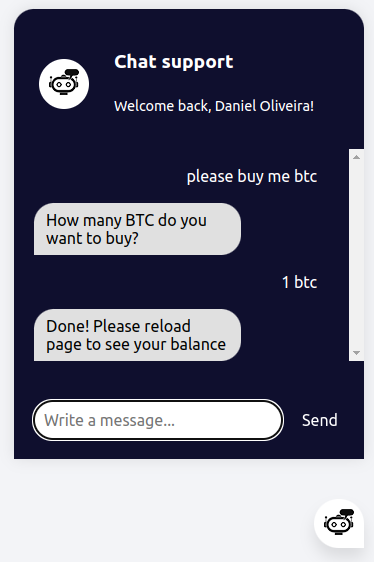 Chat support
Welcome back, Daniel Oliveira!
please buy me btc
How many BTC do you
want to buy?
1 btc
Done! Please reload
page to see your balance
Write a message...
Send